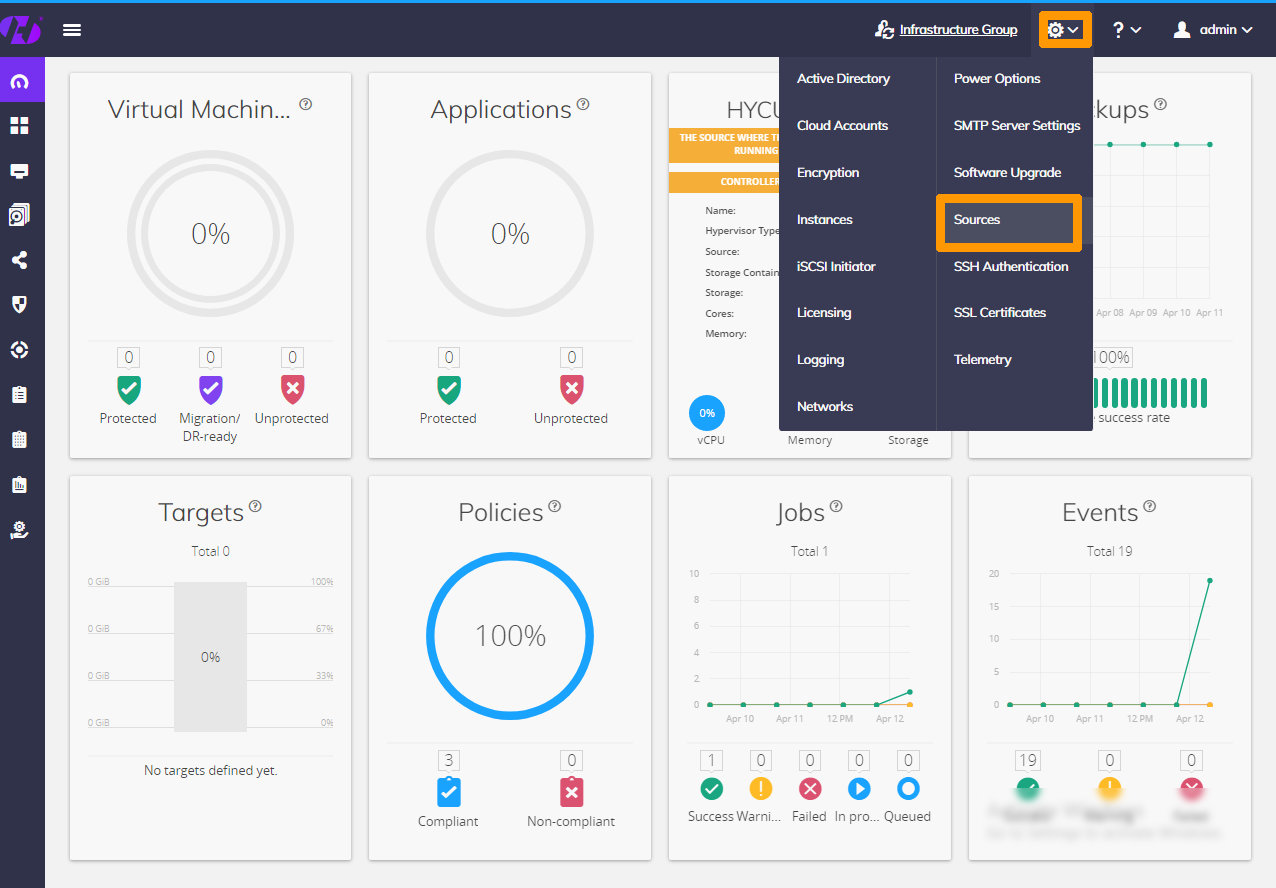 Infrastructure Group
?
admin
Active Directory
Cloud Accounts
Encryption
Instances
iSCSI Initiator
Licensing
Logging
Networks
Power Options
SMTP Server Settings
Software Upgrade
Sources
SSH Authentication
SSL Certificates
Telemetry
Virtual Machin... ?
0%
0
0
0
Protected
Migration/
DR-ready
Unprotected
Applications ?
0%
0
0
Protected
Unprotected
HYCU
THE SOURCE WHERE
RUNNING
CONTROLLER
Name:
Hypervisor Type
Source:
Storage Contain
Storage:
Cores:
Memory:
0%
vCPU
Memory
Storage
kups ?
Apr 08 Apr 09 Apr 10 Apr 11
100%
success rate
Targets ?
Total 0
0 GiB 100%
0 GiB 67%
0%
0 GiB 33%
0 GiB 0%
No targets defined yet.
Policies ?
100%
3
0
Compliant
Non-compliant
Jobs ?
Total 1
10
8
6
4
2
0
Apr 10 Apr 11 12 PM Apr 12
1 0 0 0 0
Success Warni... Failed In pro... Queued
Events ?
Total 19
20
15
10
5
0
Apr 10 Apr 11 12 PM Apr 12
19 0 0